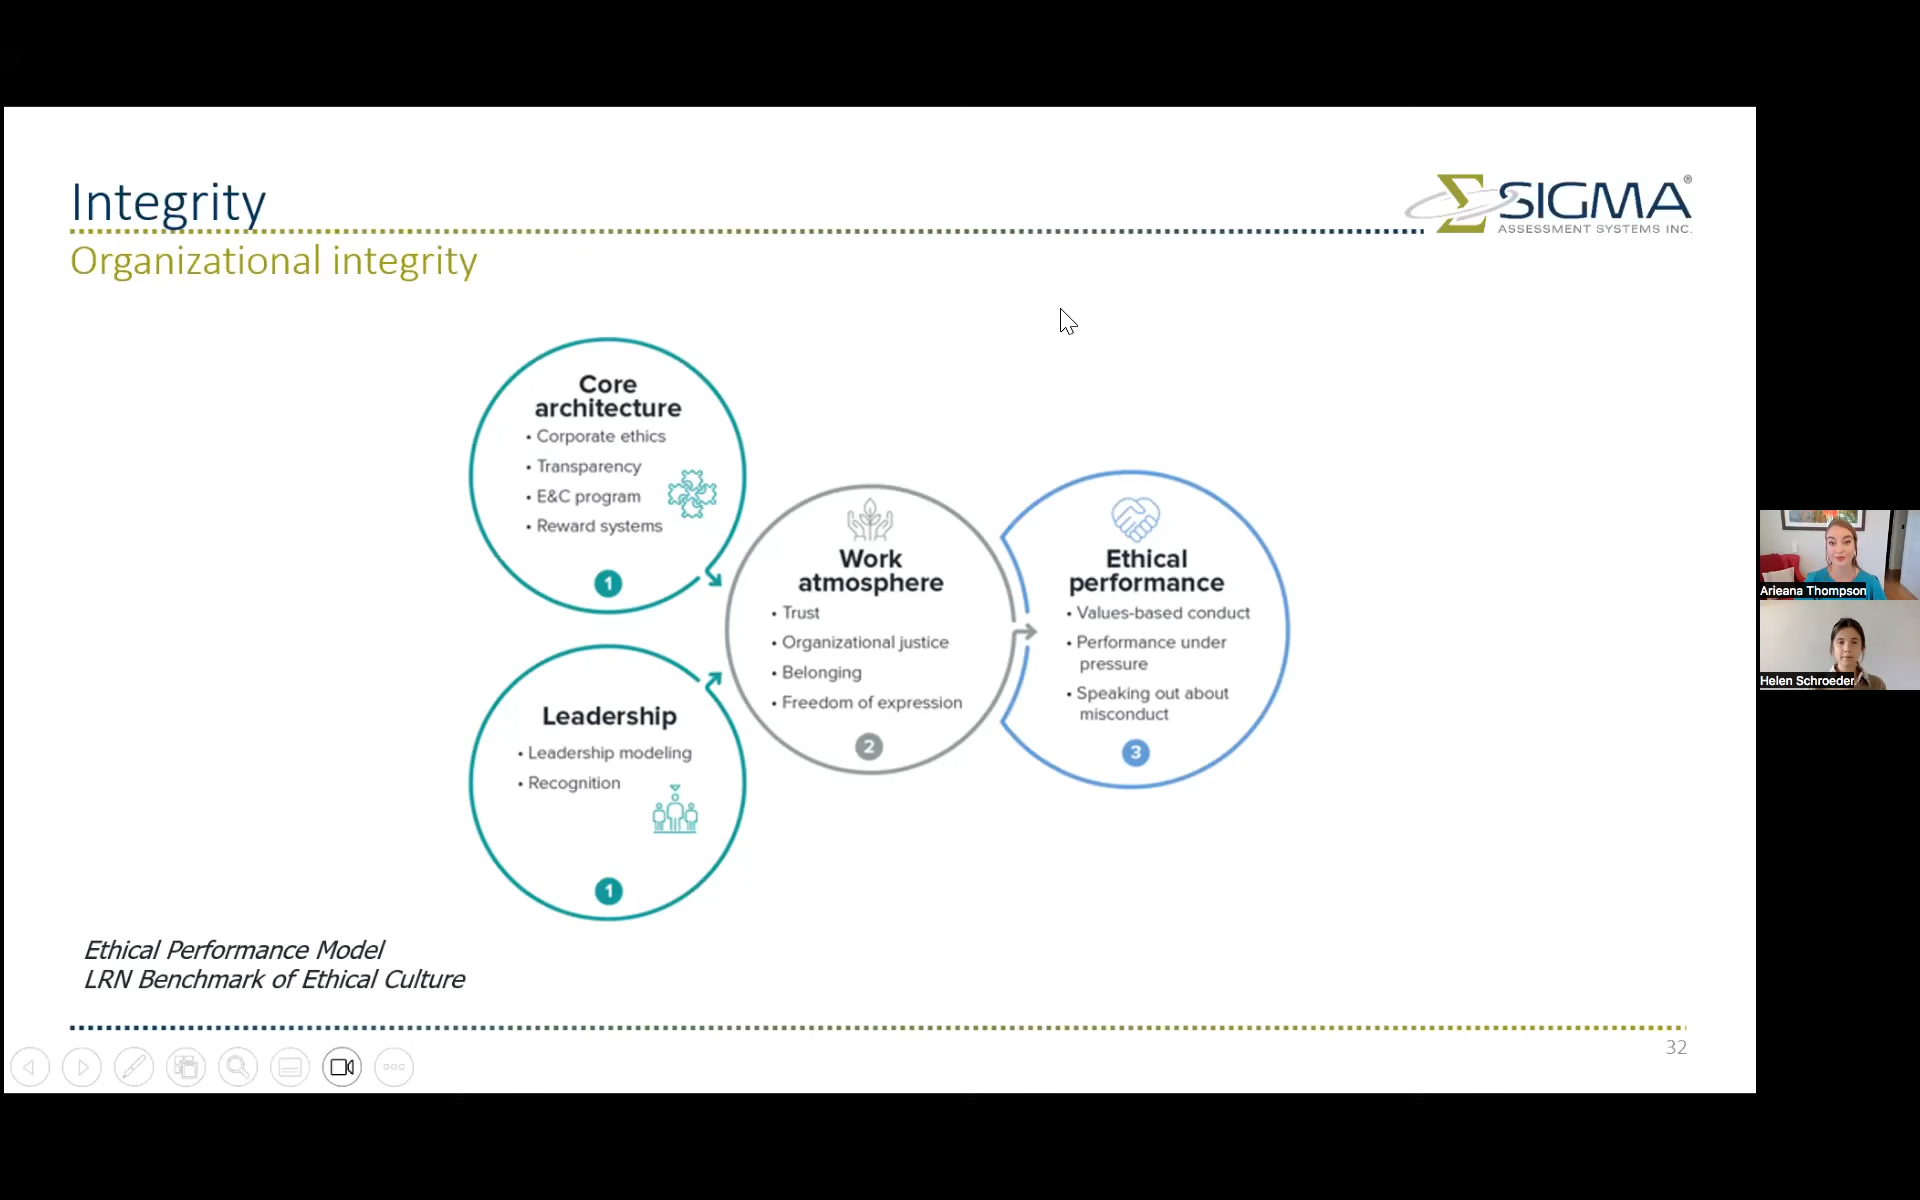 Integrity
Organizational integrity
SIGMA®
ASSESSMENT SYSTEMS INC.
Core
architecture
• Corporate ethics
• Transparency
• E&C program
• Reward systems
1
Leadership
• Leadership modeling
• Recognition
1
Work
atmosphere
• Trust
• Organizational justice
• Belonging
• Freedom of expression
2
Ethical
performance
• Values-based conduct
• Performance under
pressure
• Speaking out about
misconduct
3
Ethical Performance Model
LRN Benchmark of Ethical Culture
32
Arieana Thompson
Helen Schroeder